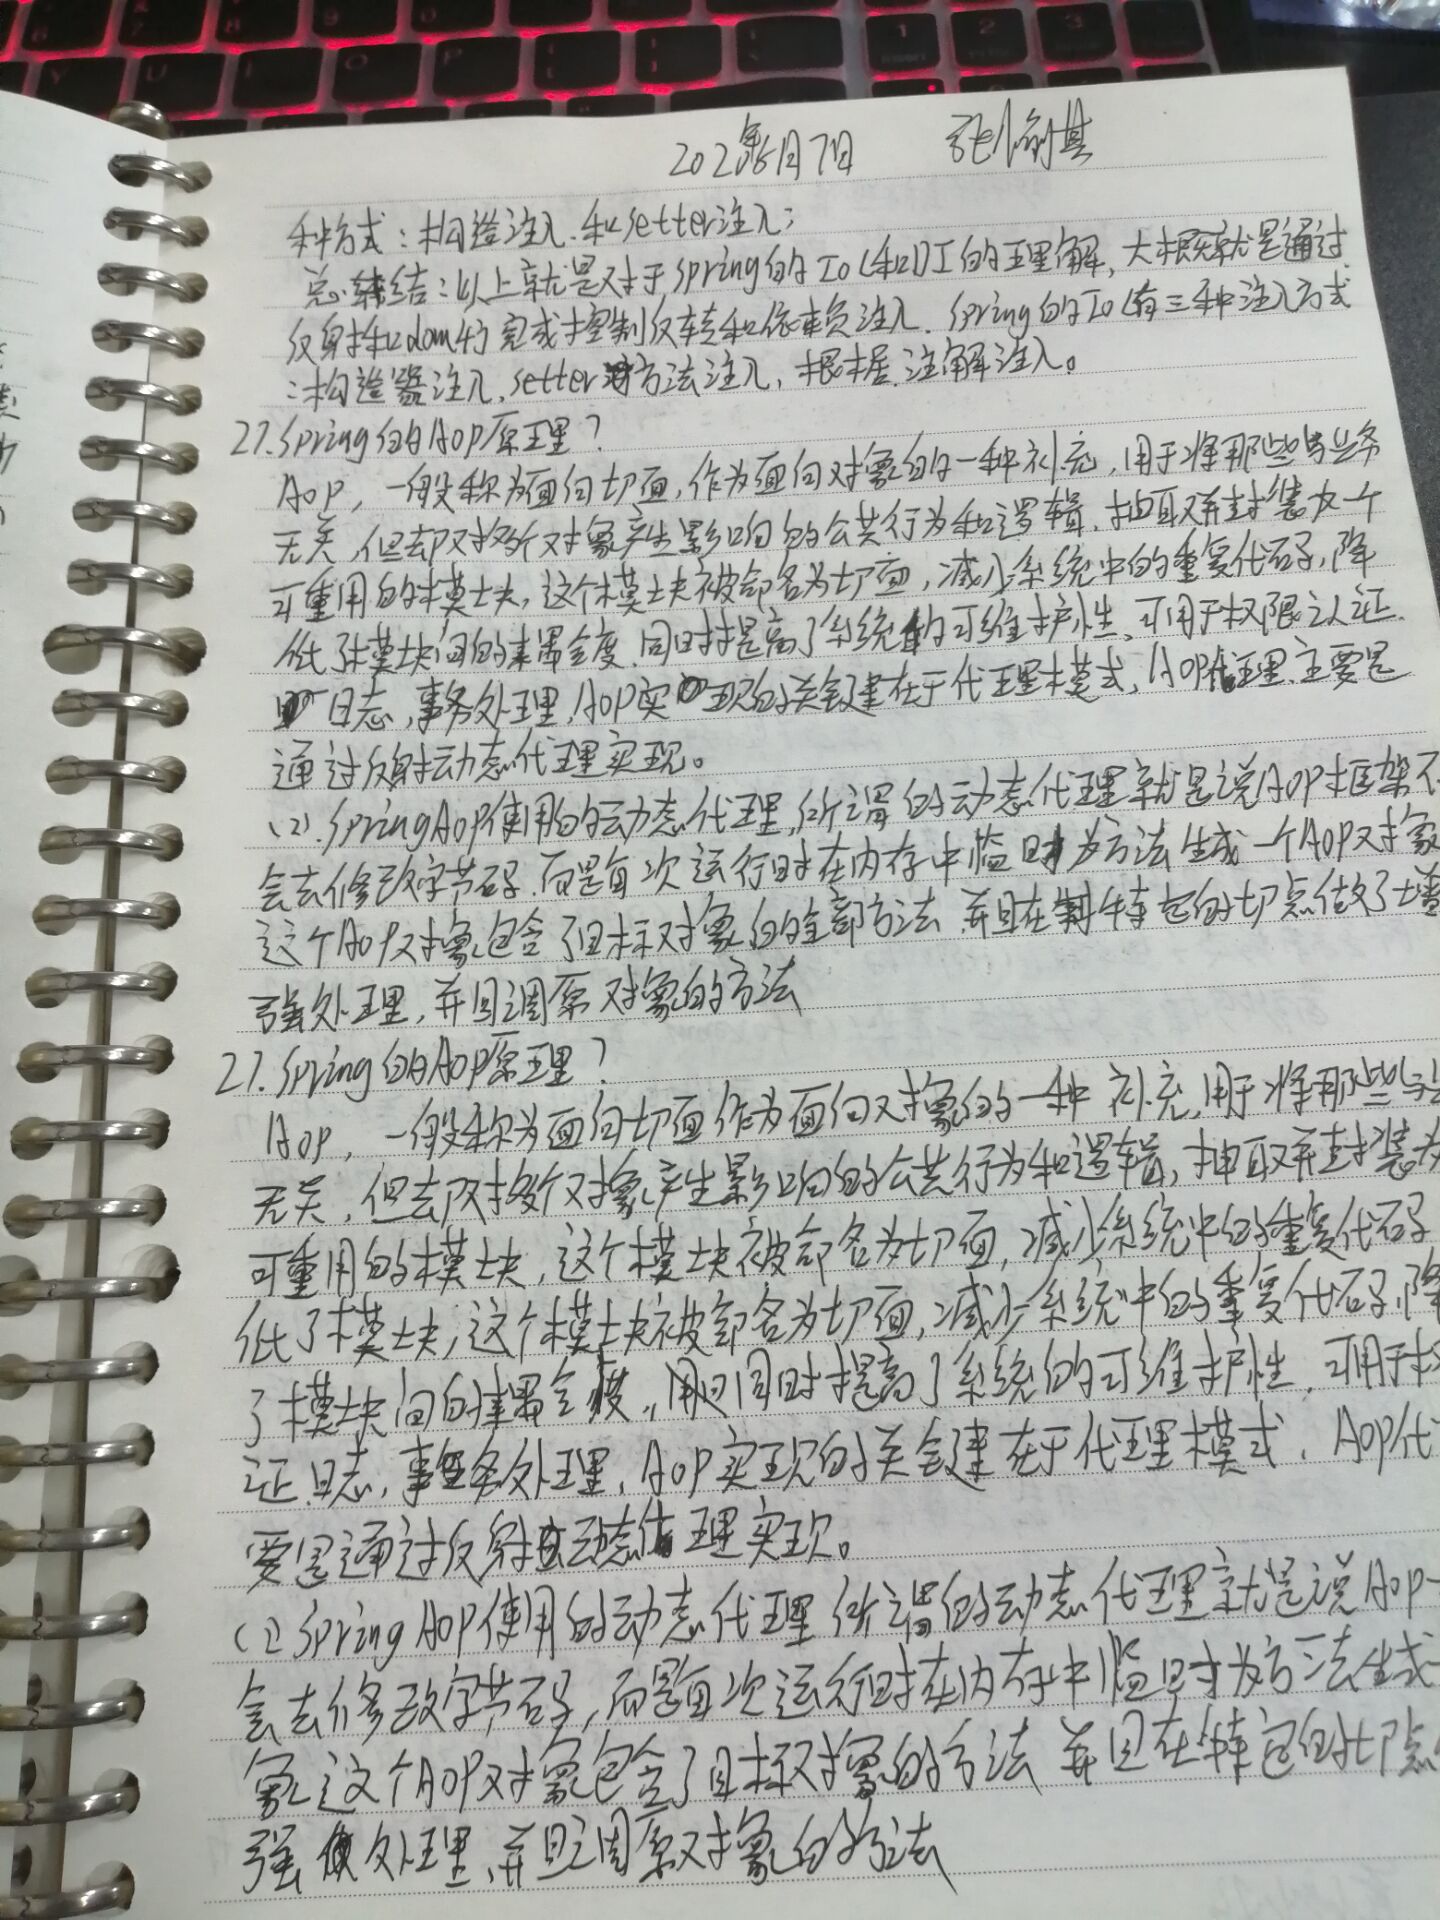 种方式：构造注入、和setter注入；
总结：以上就是对于Spring的IoC和DI的理解，大概就是通过
反射和dom4j完成控制反转和依赖注入．Spring的IoC有三种注入方式
：构造器注入、setter方法注入，根据注解注入。
27.Spring的AOP原理？
AOP，一般称为面向切面，作为面向对象的一种补充，用于将那些与业务
无关，但却对多个对象产生影响的公共行为和逻辑，抽取并封装为一个
可重用的模块，这个模块被命名为切面，减少系统中的重复代码，降
低了模块间的耦合度，同时提高了系统的可维护性，可用于权限认证．
日志，事务处理，AOP实现的关键在于代理模式，AOP代理主要是
通过反射动态代理实现。
(2).SpringAOP使用的动态代理，所谓的动态代理就是说AOP框架不
会去修改字节码，而是每次运行时在内存中临时为方法生成一个AOP对象
这个AOP对象包含了目标对象的全部方法，并且在特定的切点做了增
强处理，并回调原对象的方法
27.Spring的AOP原理？
AOP，一般称为面向切面作为面向对象的一种补充，用于将那些与
无关，但却对多个对象产生影响的公共行为和逻辑，抽取并封装为
可重用的模块，这个模块被命名为切面，减少系统中的重复代码
低了模块，这个模块被命名为切面，减少系统中的重复代码，降
了模块间的耦合度，同时提高了系统的可维护性，可用于权
证．日志，事务处理，AOP实现的关键在于代理模式，AOP代
要是通过反射动态代理实现。
(2)Spring AOP使用的动态代理 所谓的动态代理就是说AOP
会去修改字节码，而是每次运行时在内存中临时为方法生成一
象，这个AOP对象包含了目标对象的方法 并且在特定的切点
强处理，并且调原对象的方法